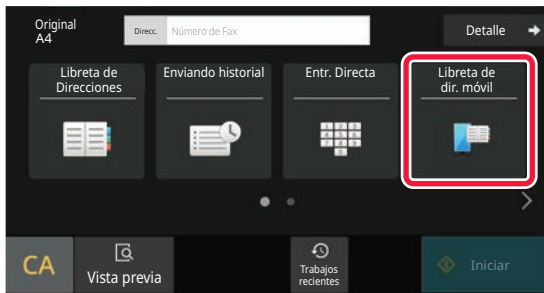 Original
A4
Direcc. Número de Fax
Detalle
Libreta de
Direcciones
Enviando historial
Entr. Directa
Libreta de
dir. móvil
CA
Vista previa
Trabajos
recientes
Iniciar